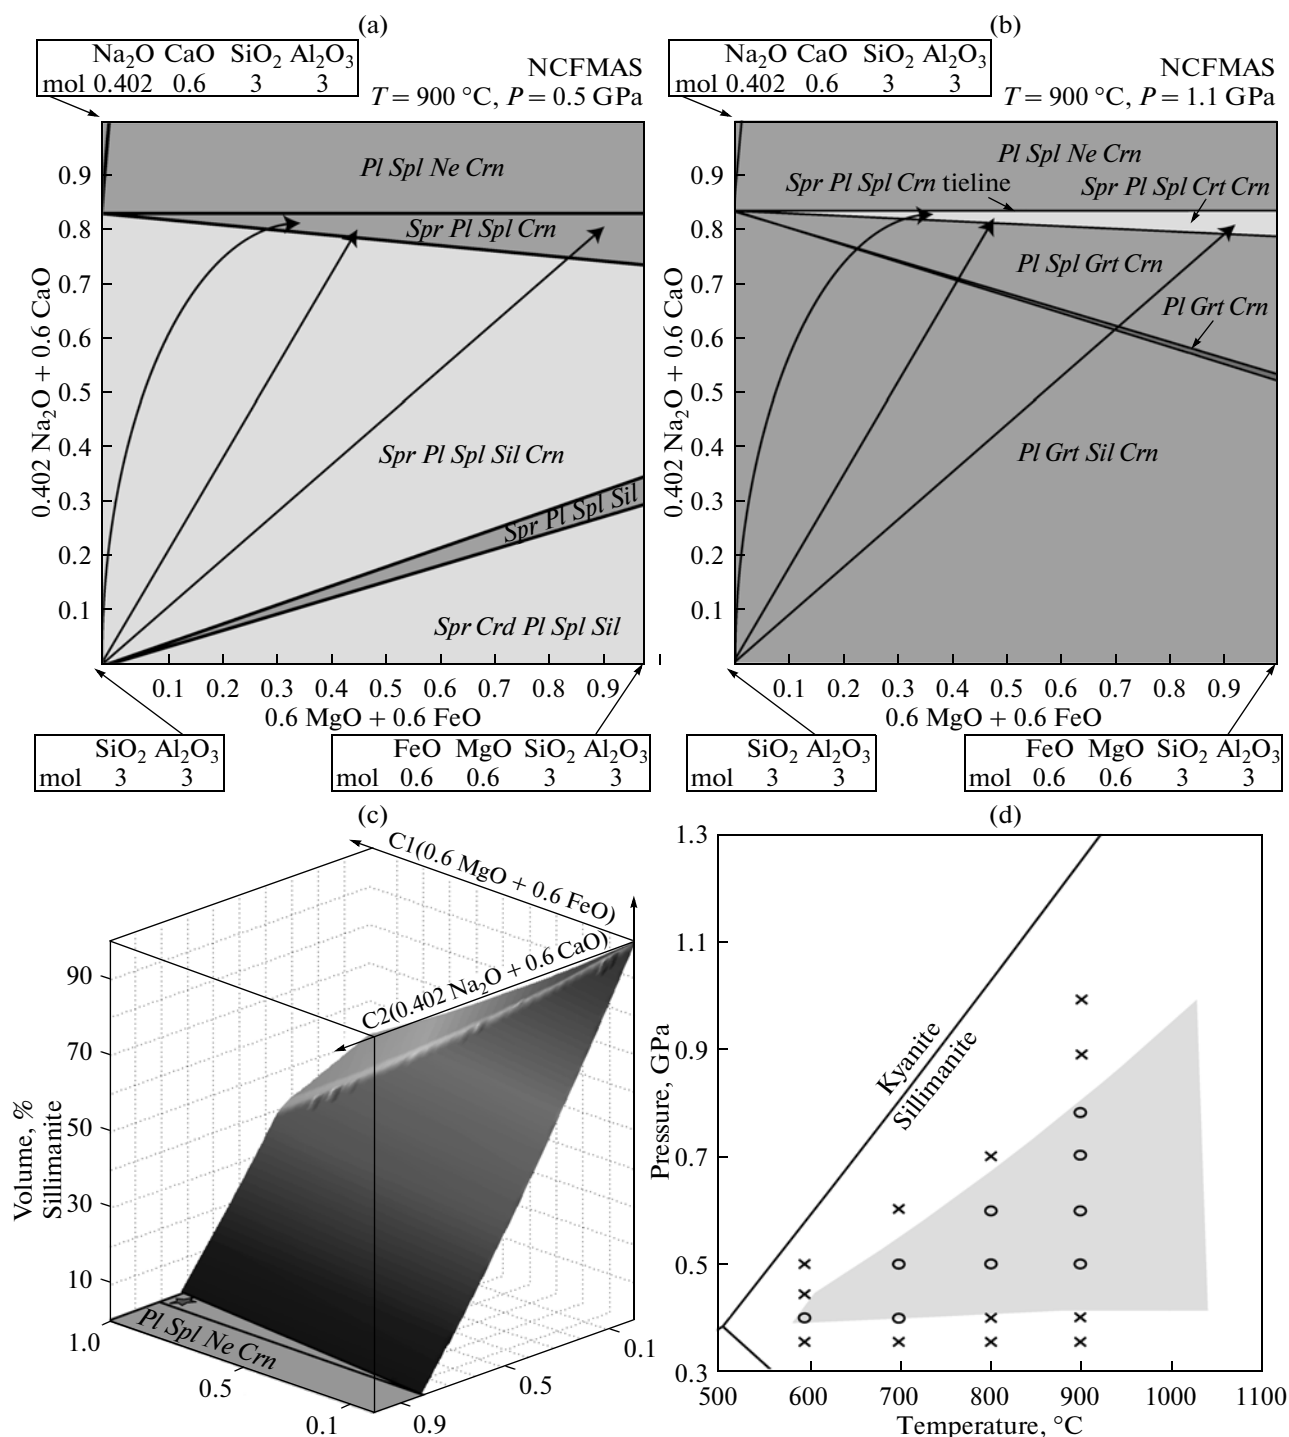 (a)
Na2O CaO SiO2 Al2O3
mol 0.402 0.6 3 3
NCFMAS
T = 900 °C, P = 0.5 GPa
Pl Spl Ne Crn
Spr Pl Spl Crn
Spr Pl Spl Sil Crn
Spr Pl Spl Sil
Spr Crd Pl Spl Sil
0.9
0.8
0.7
0.6
0.5
0.4
0.3
0.2
0.1
0.402 Na2O + 0.6 CaO
0.1 0.2 0.3 0.4 0.5 0.6 0.7 0.8 0.9
0.6 MgO + 0.6 FeO
SiO2 Al2O3
mol 3 3
FeO MgO SiO2 Al2O3
mol 0.6 0.6 3 3
(b)
Na2O CaO SiO2 Al2O3
mol 0.402 0.6 3 3
NCFMAS
T = 900 °C, P = 1.1 GPa
Pl Spl Ne Crn
Spr Pl Spl Crn tieline
Spr Pl Spl Crt Crn
Pl Spl Grt Crn
Pl Grt Crn
Pl Grt Sil Crn
0.9
0.8
0.7
0.6
0.5
0.4
0.3
0.2
0.1
0.402 Na2O + 0.6 CaO
0.1 0.2 0.3 0.4 0.5 0.6 0.7 0.8 0.9
0.6 MgO + 0.6 FeO
SiO2 Al2O3
mol 3 3
FeO MgO SiO2 Al2O3
mol 0.6 0.6 3 3
(c)
C1(0.6 MgO + 0.6 FeO)
C2(0.402 Na2O + 0.6 CaO)
90
70
50
30
10
Volume, %
Sillimanite
Pl Spl Ne Crn
1.0
0.5
0.1
0.9
0.5
0.1
(d)
1.3
1.1
0.9
0.7
0.5
0.3
Pressure, GPa
Kyanite
Sillimanite
500 600 700 800 900 1000 1100
Temperature, °C